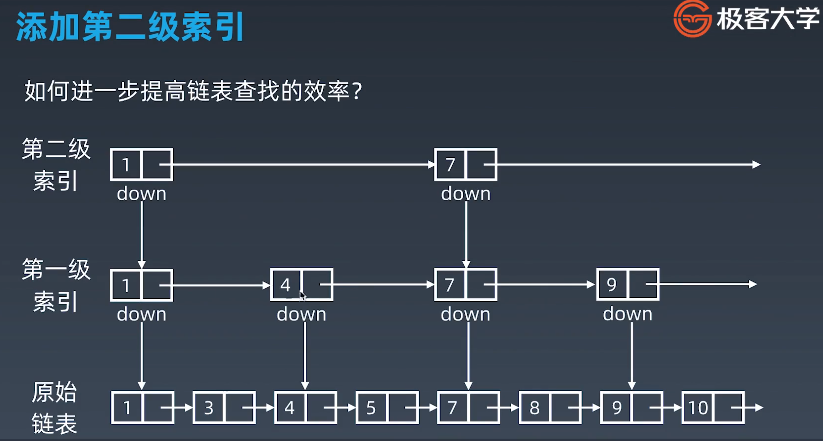 添加第二级索引
极客大学
如何进一步提高链表查找的效率?
第二级
索引
1
7
down
down
第一级
索引
1
4
7
9
down
down
down
down
原始
链表
1
3
4
5
7
8
9
10